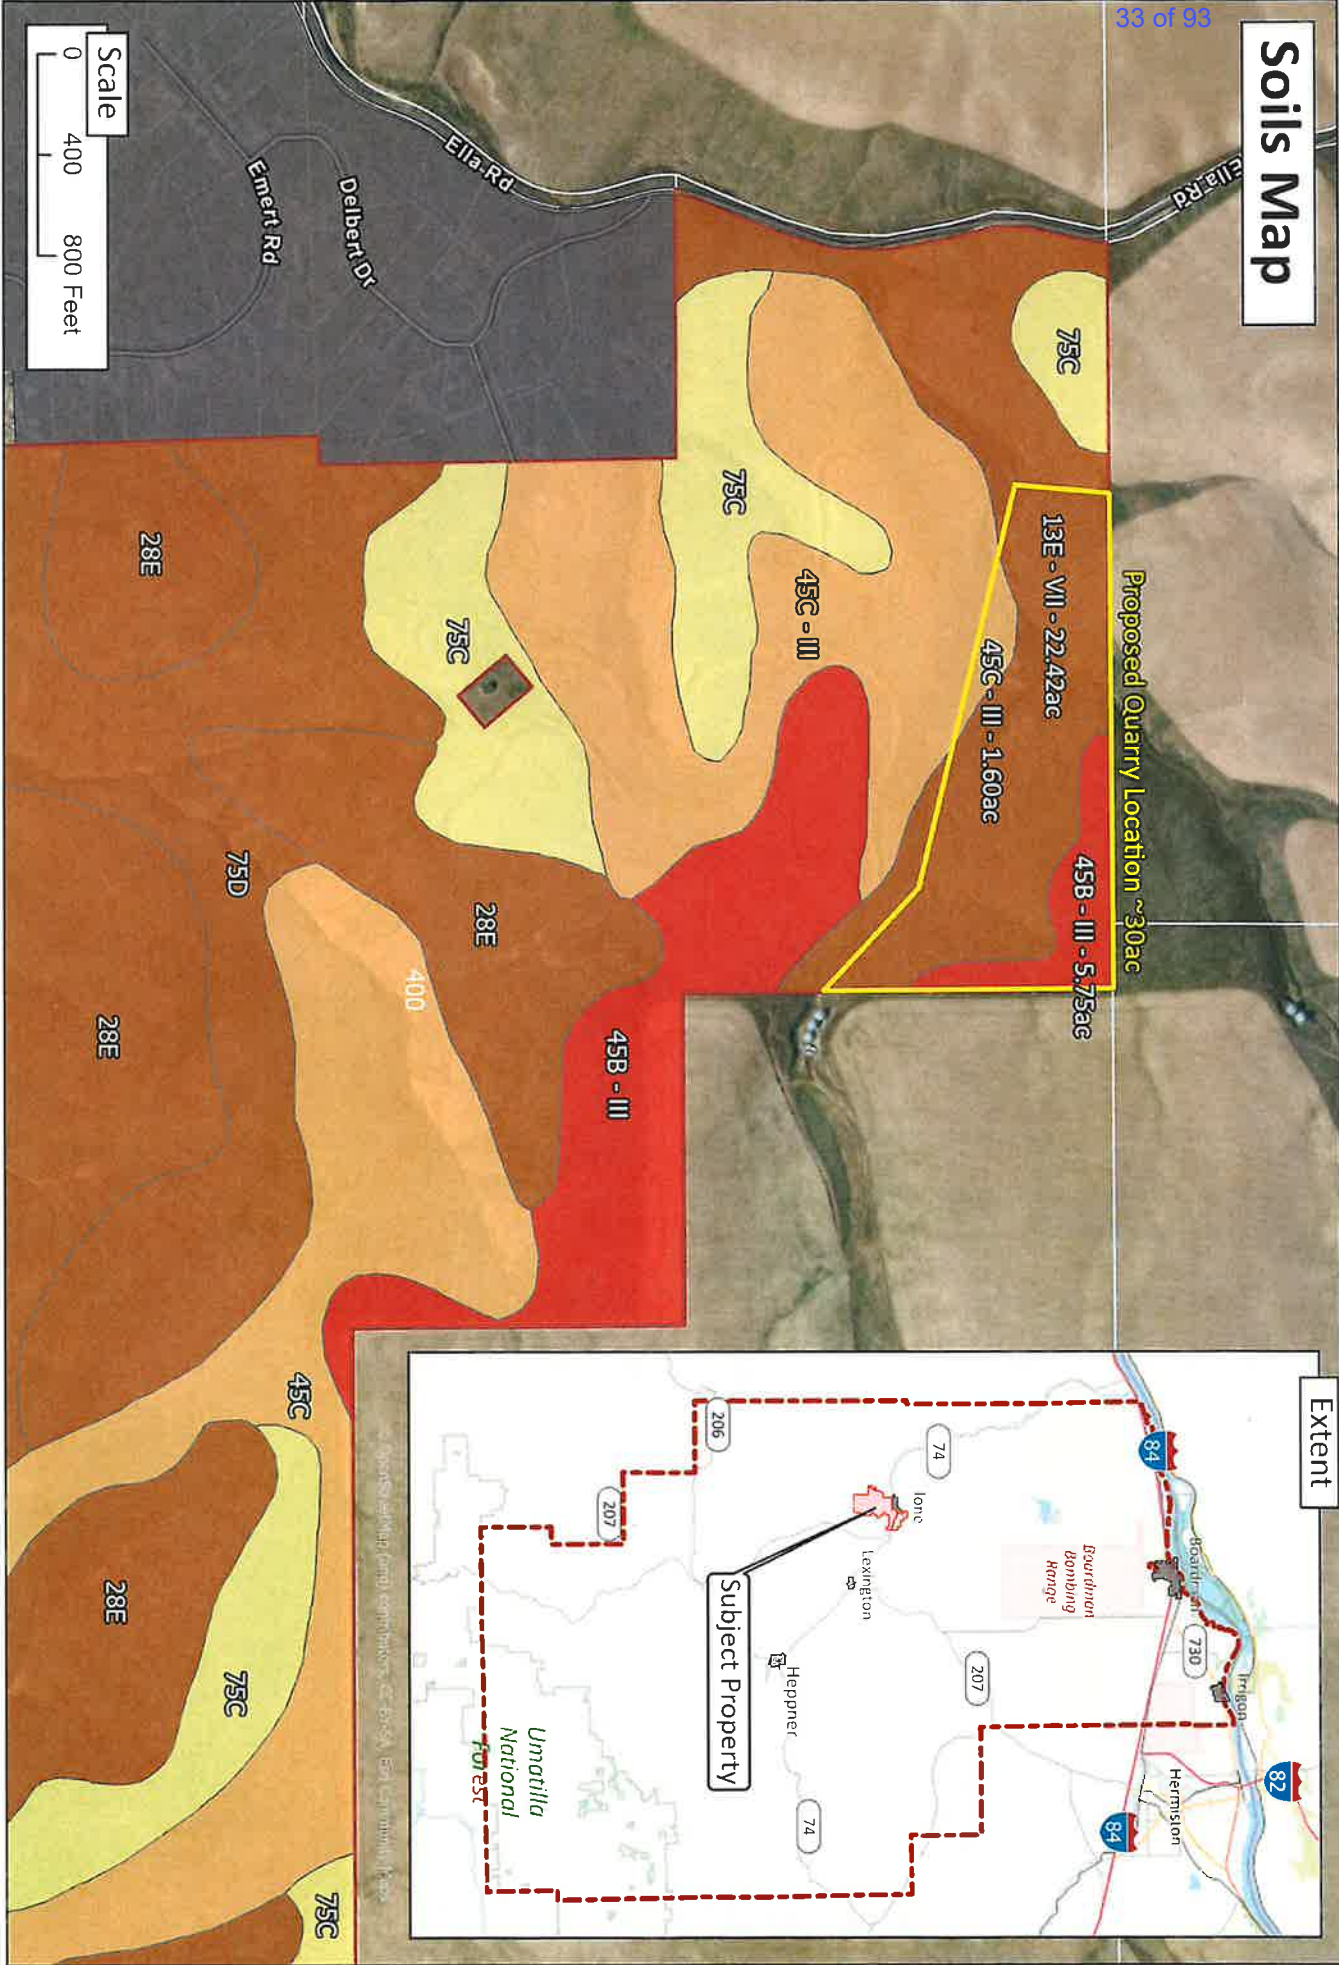 33 of 93
Soils Map
Extent
Ella Rd
Ella Rd
Proposed Quarry Location ~30ac
75C
13E - VII - 22.42ac
45B - III - 5.75ac
45C - III - 1.60ac
45C - III
75C
75C
45B - III
28E
400
28E
75D
28E
45C
75C
28E
75C
Delbert Dr
Emert Rd
Scale
0 400 800 Feet
84
Boardman
730
Irrigon
82
Hermiston
84
Boardman
Bombing
Range
74
Ione
Lexington
207
206
207
Heppner
74
Subject Property
Umatilla
National
Forest